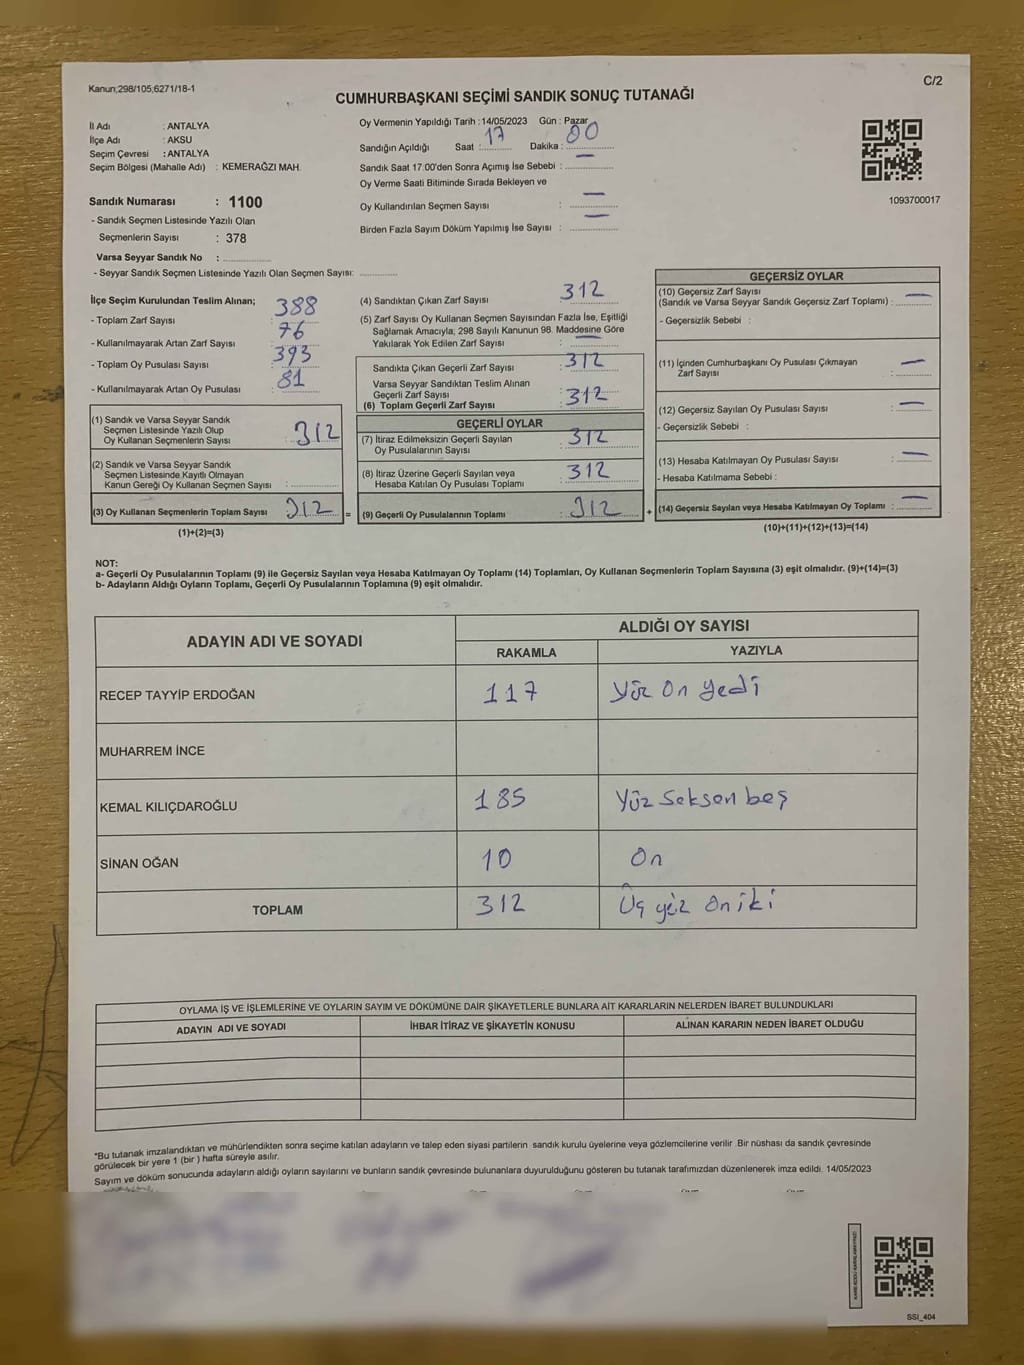 Kanun;298/105;6271/18-1
C/2
CUMHURBAŞKANI SEÇİMİ SANDIK SONUÇ TUTANAĞI
İl Adı : ANTALYA
İlçe Adı : AKSU
Seçim Çevresi : ANTALYA
Seçim Bölgesi (Mahalle Adı) : KEMERAĞZI MAH.
Sandık Numarası : 1100
- Sandık Seçmen Listesinde Yazılı Olan
Seçmenlerin Sayısı : 378
Varsa Seyyar Sandık No :
- Seyyar Sandık Seçmen Listesinde Yazılı Olan Seçmen Sayısı:
Oy Vermenin Yapıldığı Tarih : 14/05/2023 Gün : Pazar
Sandığın Açıldığı Saat : 17 Dakika : 00
Sandık Saat 17:00'den Sonra Açımış İse Sebebi : —
Oy Verme Saati Bitiminde Sırada Bekleyen ve
Oy Kullandırılan Seçmen Sayısı : —
Birden Fazla Sayım Döküm Yapılmış İse Sayısı : —
1093700017
İlçe Seçim Kurulundan Teslim Alınan;
- Toplam Zarf Sayısı : 388
- Kullanılmayarak Artan Zarf Sayısı : 76
- Toplam Oy Pusulası Sayısı : 393
- Kullanılmayarak Artan Oy Pusulası : 81
(1) Sandık ve Varsa Seyyar Sandık
Seçmen Listesinde Yazılı Olup
Oy Kullanan Seçmenlerin Sayısı : 312
(2) Sandık ve Varsa Seyyar Sandık
Seçmen Listesinde Kayıtlı Olmayan
Kanun Gereği Oy Kullanan Seçmen Sayısı :
(3) Oy Kullanan Seçmenlerin Toplam Sayısı : 312 =
(1)+(2)=(3)
(4) Sandıktan Çıkan Zarf Sayısı : 312
(5) Zarf Sayısı Oy Kullanan Seçmen Sayısından Fazla İse, Eşitliği
Sağlamak Amacıyla, 298 Sayılı Kanunun 98. Maddesine Göre
Yakılarak Yok Edilen Zarf Sayısı : —
Sandıkta Çıkan Geçerli Zarf Sayısı : 312
Varsa Seyyar Sandıktan Teslim Alınan
Geçerli Zarf Sayısı :
(6) Toplam Geçerli Zarf Sayısı : 312
GEÇERLİ OYLAR
(7) İtiraz Edilmeksizin Geçerli Sayılan
Oy Pusulalarının Sayısı : 312
(8) İtiraz Üzerine Geçerli Sayılan veya
Hesaba Katılan Oy Pusulası Toplamı : 312
(9) Geçerli Oy Pusulalarının Toplamı : 312 +
GEÇERSİZ OYLAR
(10) Geçersiz Zarf Sayısı
(Sandık ve Varsa Seyyar Sandık Geçersiz Zarf Toplamı) : —
- Geçersizlik Sebebi :
(11) İçinden Cumhurbaşkanı Oy Pusulası Çıkmayan
Zarf Sayısı : —
(12) Geçersiz Sayılan Oy Pusulası Sayısı : —
- Geçersizlik Sebebi :
(13) Hesaba Katılmayan Oy Pusulası Sayısı : —
- Hesaba Katılmama Sebebi :
(14) Geçersiz Sayılan veya Hesaba Katılmayan Oy Toplamı : —
(10)+(11)+(12)+(13)=(14)
NOT:
a- Geçerli Oy Pusulalarının Toplamı (9) ile Geçersiz Sayılan veya Hesaba Katılmayan Oy Toplamı (14) Toplamları, Oy Kullanan Seçmenlerin Toplam Sayısına (3) eşit olmalıdır. (9)+(14)=(3)
b- Adayların Aldığı Oyların Toplamı, Geçerli Oy Pusulalarının Toplamına (9) eşit olmalıdır.
ADAYIN ADI VE SOYADI
ALDIĞI OY SAYISI
RAKAMLA YAZIYLA
RECEP TAYYİP ERDOĞAN 117 Yüz On yedi
MUHARREM İNCE
KEMAL KILIÇDAROĞLU 185 Yüz Seksen beş
SİNAN OĞAN 10 On
TOPLAM 312 Üç yüz Oniki
OYLAMA İŞ VE İŞLEMLERİNE VE OYLARIN SAYIM VE DÖKÜMÜNE DAİR ŞİKAYETLERLE BUNLARA AİT KARARLARIN NELERDEN İBARET BULUNDUKLARI
ADAYIN ADI VE SOYADI İHBAR İTİRAZ VE ŞİKAYETİN KONUSU ALINAN KARARIN NEDEN İBARET OLDUĞU
*Bu tutanak imzalandıktan ve mühürlendikten sonra seçime katılan adayların ve talep eden siyasi partilerin sandık kurulu üyelerine veya gözlemcilerine verilir .Bir nüshası da sandık çevresinde
görülecek bir yere 1 (bir ) hafta süreyle asılır.
Sayım ve döküm sonucunda adayların aldığı oyların sayılarını ve bunların sandık çevresinde bulunanlara duyurulduğunu gösteren bu tutanak tarafımızdan düzenlenerek imza edildi. 14/05/2023
SSI_404